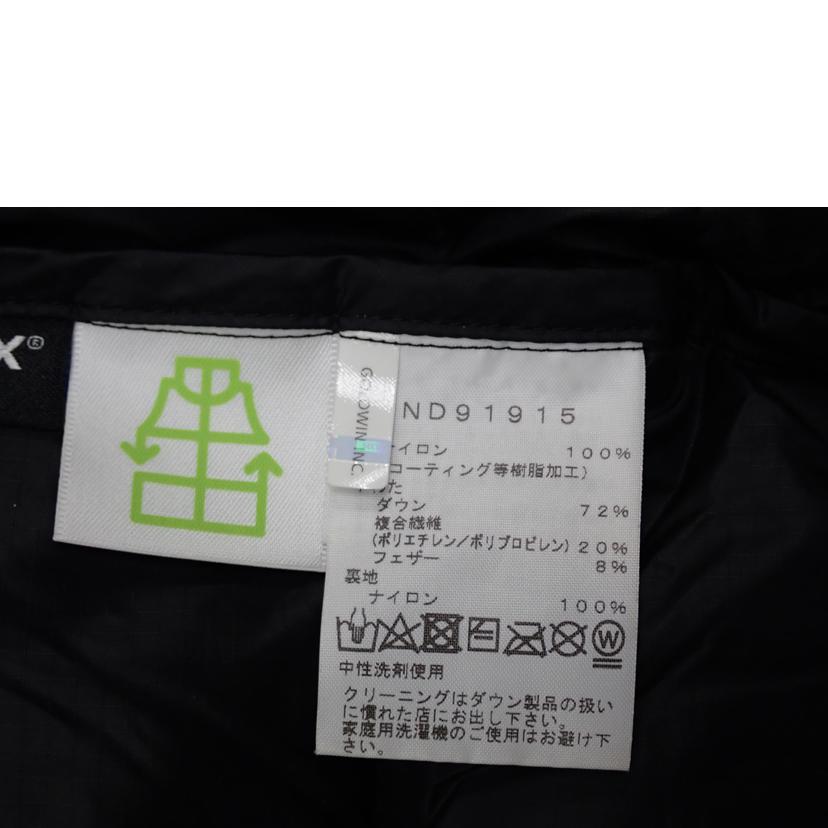 X®
GOLDWIN INC.
ND91915
イロン 100%
コーティング等樹脂加工)
わた
ダウン 72%
複合繊維
(ポリエチレン/ポリプロピレン) 20%
フェザー 8%
裏地
ナイロン 100%
W
中性洗剤使用
クリーニングはダウン製品の扱い
に慣れた店にお出し下さい。
家庭用洗濯機のご使用はお避け下
さい。